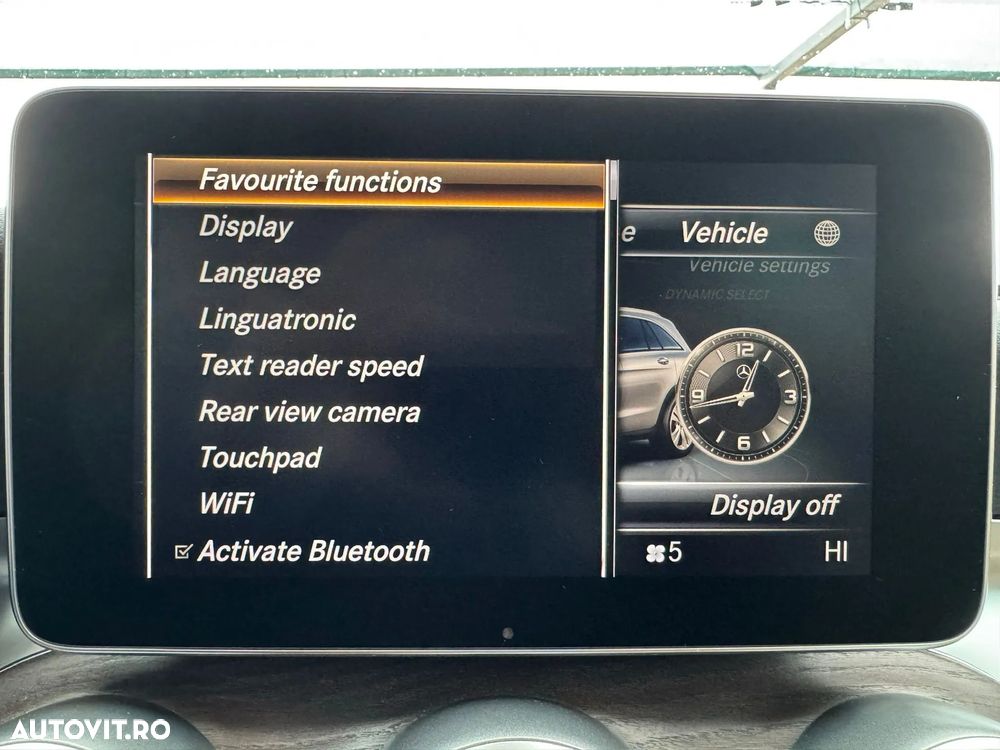 Favourite functions
Display
Language
Linguatronic
Text reader speed
Rear view camera
Touchpad
WiFi
Activate Bluetooth
e Vehicle
Vehicle settings
DYNAMIC SELECT
12
3
6
9
Display off
5 HI
AUTOVIT.RO